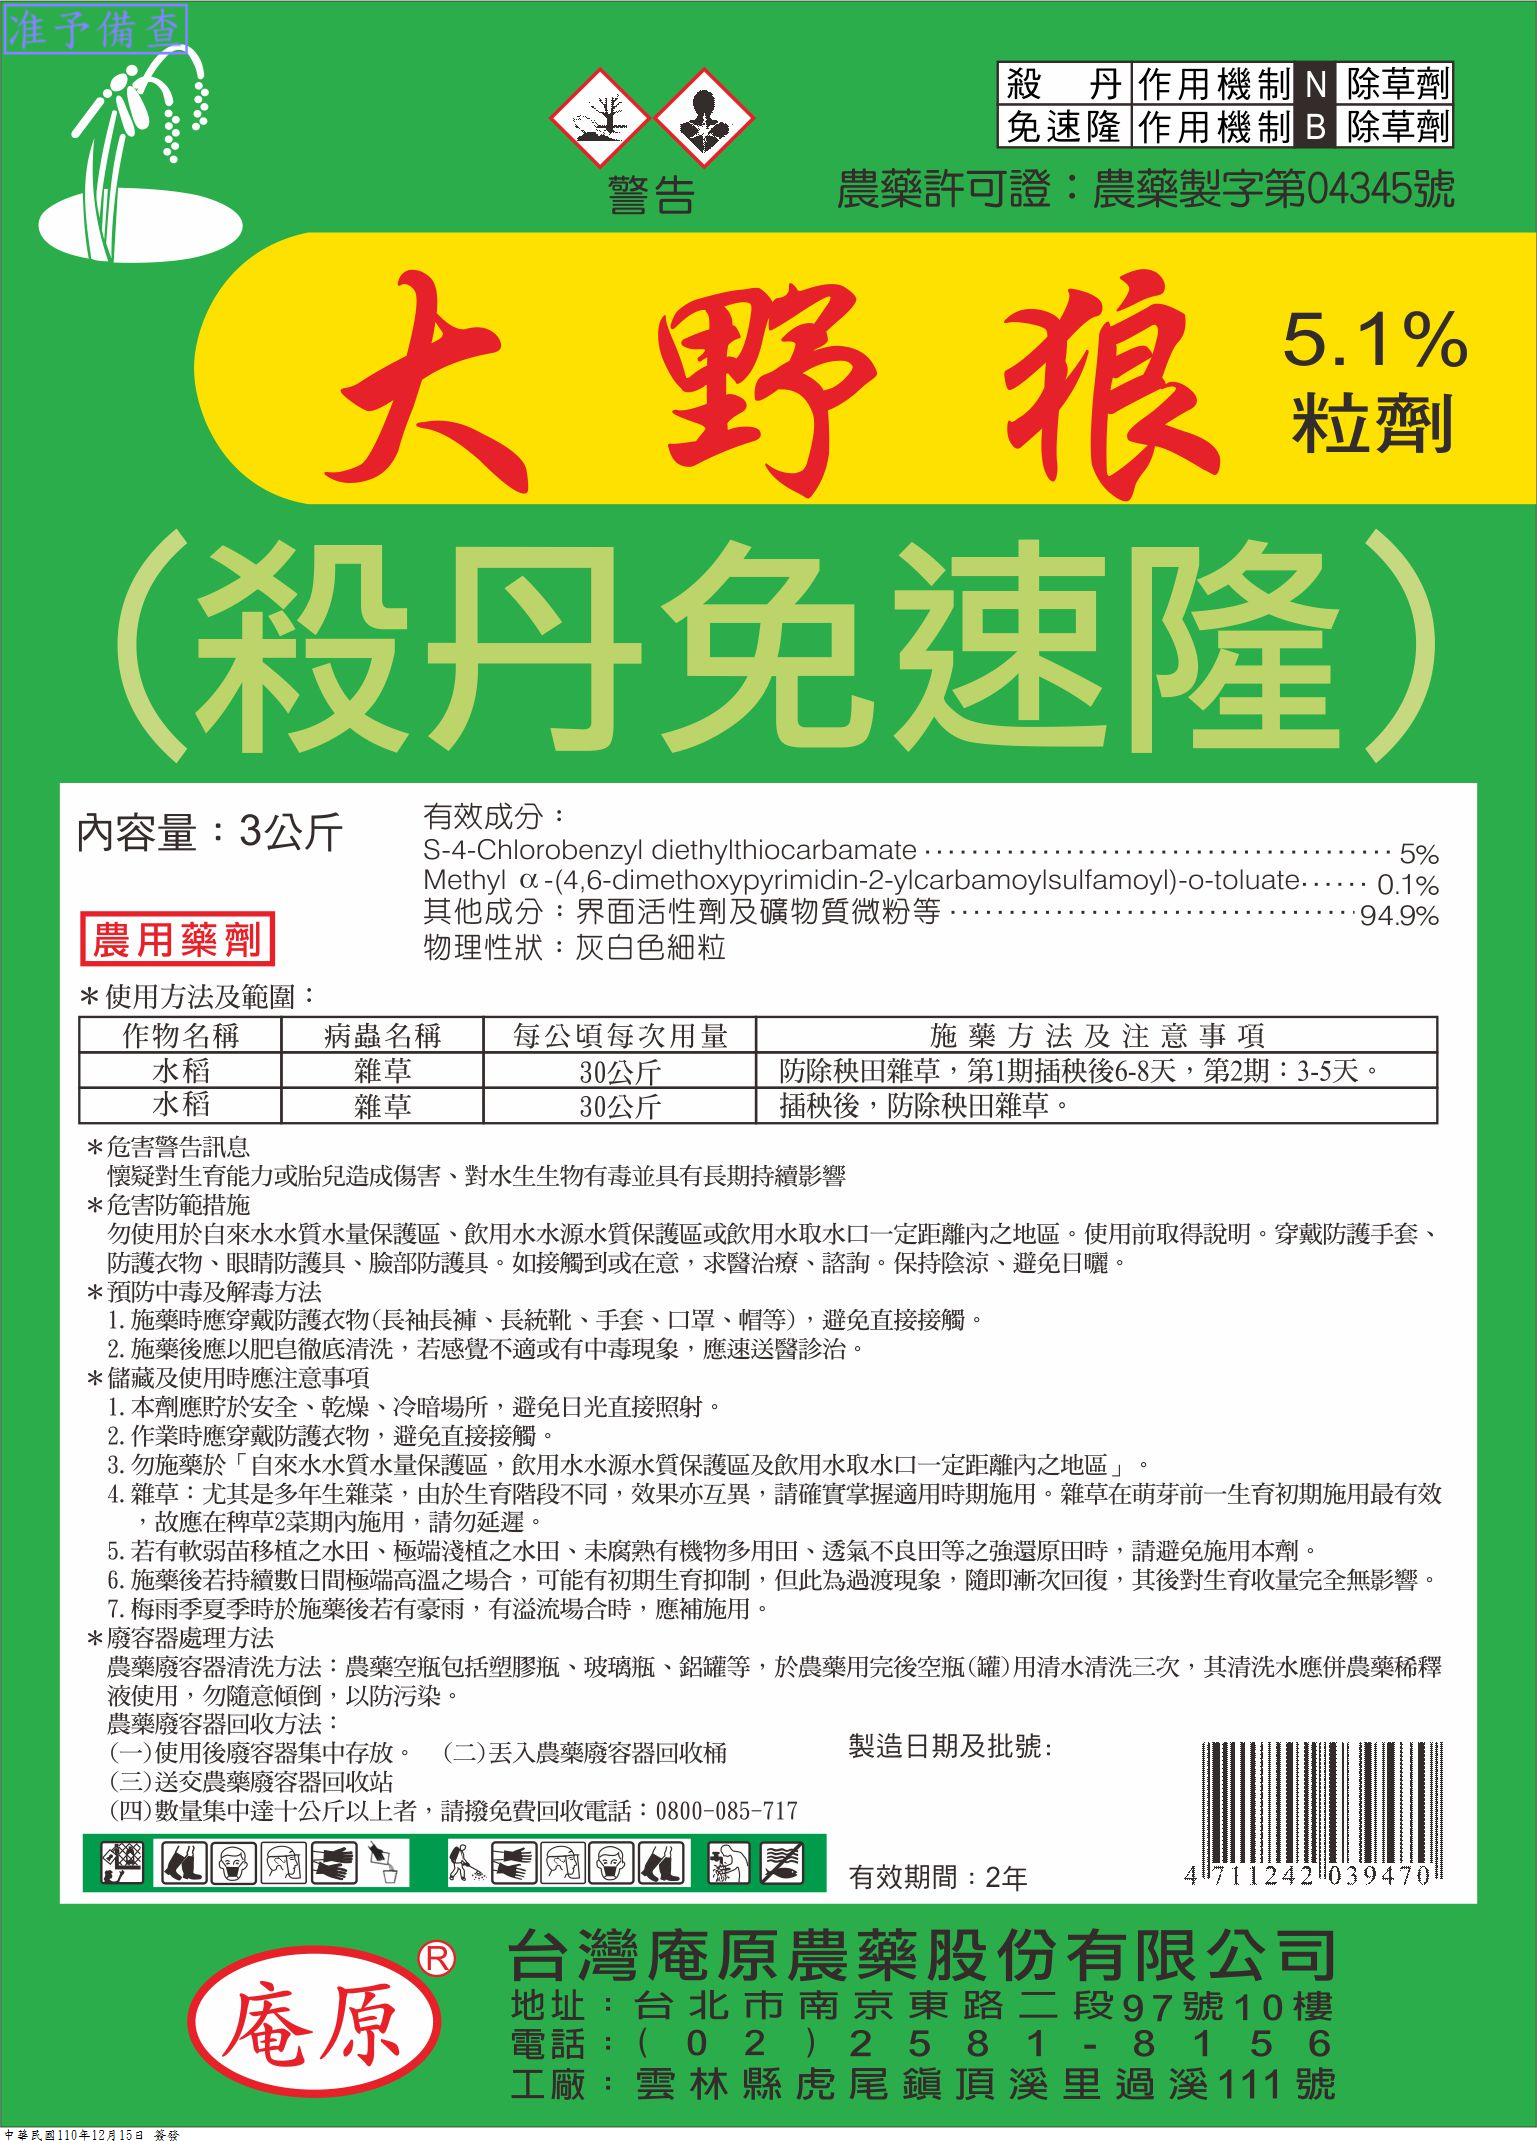 准予備查
殺丹 作用機制 N 除草劑
免速隆 作用機制 B 除草劑
警告
農藥許可證：農藥製字第04345號
大野狼
5.1%
粒劑
（殺丹免速隆）
內容量：3公斤
農用藥劑
有效成分：
S-4-Chlorobenzyl diethylthiocarbamate 5%
Methyl α-(4,6-dimethoxypyrimidin-2-ylcarbamoylsulfamoyl)-o-toluate 0.1%
其他成分：界面活性劑及礦物質微粉等 94.9%
物理性狀：灰白色細粒
＊使用方法及範圍：
作物名稱 病蟲名稱 每公頃每次用量 施藥方法及注意事項
水稻 雜草 30公斤 防除秧田雜草，第1期插秧後6-8天，第2期：3-5天。
水稻 雜草 30公斤 插秧後，防除秧田雜草。
＊危害警告訊息
懷疑對生育能力或胎兒造成傷害、對水生生物有毒並具有長期持續影響
＊危害防範措施
勿使用於自來水水質水量保護區、飲用水水源水質保護區或飲用水取水口一定距離內之地區。使用前取得說明。穿戴防護手套、
防護衣物、眼睛防護具、臉部防護具。如接觸到或在意，求醫治療、諮詢。保持陰涼、避免日曬。
＊預防中毒及解毒方法
1. 施藥時應穿戴防護衣物(長袖長褲、長統靴、手套、口罩、帽等)，避免直接接觸。
2. 施藥後應以肥皂徹底清洗，若感覺不適或有中毒現象，應速送醫診治。
＊儲藏及使用時應注意事項
1. 本劑應貯於安全、乾燥、冷暗場所，避免日光直接照射。
2. 作業時應穿戴防護衣物，避免直接接觸。
3. 勿施藥於「自來水水質水量保護區，飲用水水源水質保護區及飲用水取水口一定距離內之地區」。
4. 雜草：尤其是多年生雜菜，由於生育階段不同，效果亦互異，請確實掌握適用時期施用。雜草在萌芽前一生育初期施用最有效
，故應在稗草2菜期內施用，請勿延遲。
5. 若有軟弱苗移植之水田、極端淺植之水田、未腐熟有機物多用田、透氣不良田等之強還原田時，請避免施用本劑。
6. 施藥後若持續數日間極端高溫之場合，可能有初期生育抑制，但此為過渡現象，隨即漸次回復，其後對生育收量完全無影響。
7. 梅雨季夏季時於施藥後若有豪雨，有溢流場合時，應補施用。
＊廢容器處理方法
農藥廢容器清洗方法：農藥空瓶包括塑膠瓶、玻璃瓶、鋁罐等，於農藥用完後空瓶(罐)用清水清洗三次，其清洗水應併農藥稀釋
液使用，勿隨意傾倒，以防污染。
農藥廢容器回收方法：
(一)使用後廢容器集中存放。 (二)丟入農藥廢容器回收桶
(三)送交農藥廢容器回收站
(四)數量集中達十公斤以上者，請撥免費回收電話：0800-085-717
製造日期及批號:
有效期間：2年
4 711242 039470
庵原®
台灣庵原農藥股份有限公司
地址：台北市南京東路二段97號10樓
電話：(02)2581-8156
工廠：雲林縣虎尾鎮頂溪里過溪111號
中華民國110年12月15日 簽發